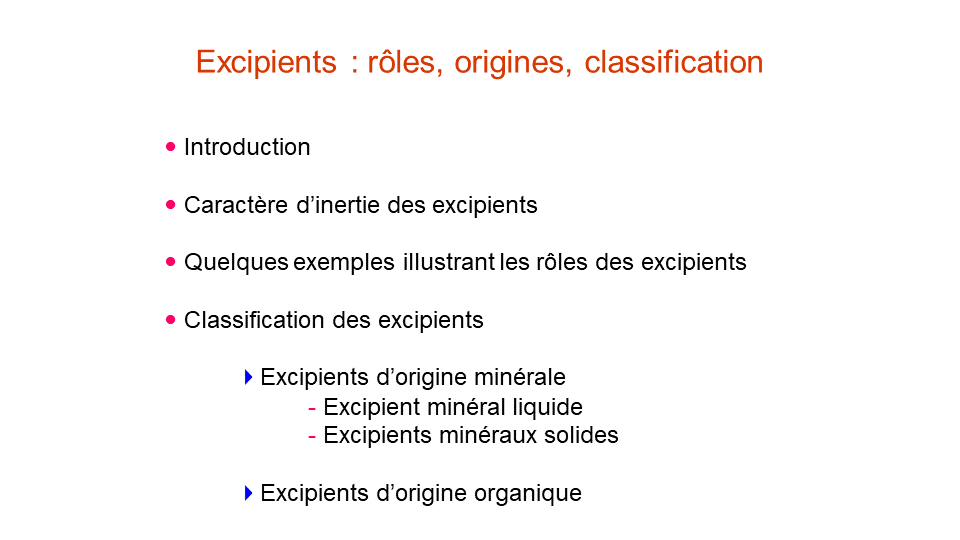 Excipients : rôles, origines, classification
• Introduction
• Caractère d'inertie des excipients
• Quelques exemples illustrant les rôles des excipients
• Classification des excipients
Excipients d'origine minérale
- Excipient minéral liquide
- Excipients minéraux solides
Excipients d'origine organique